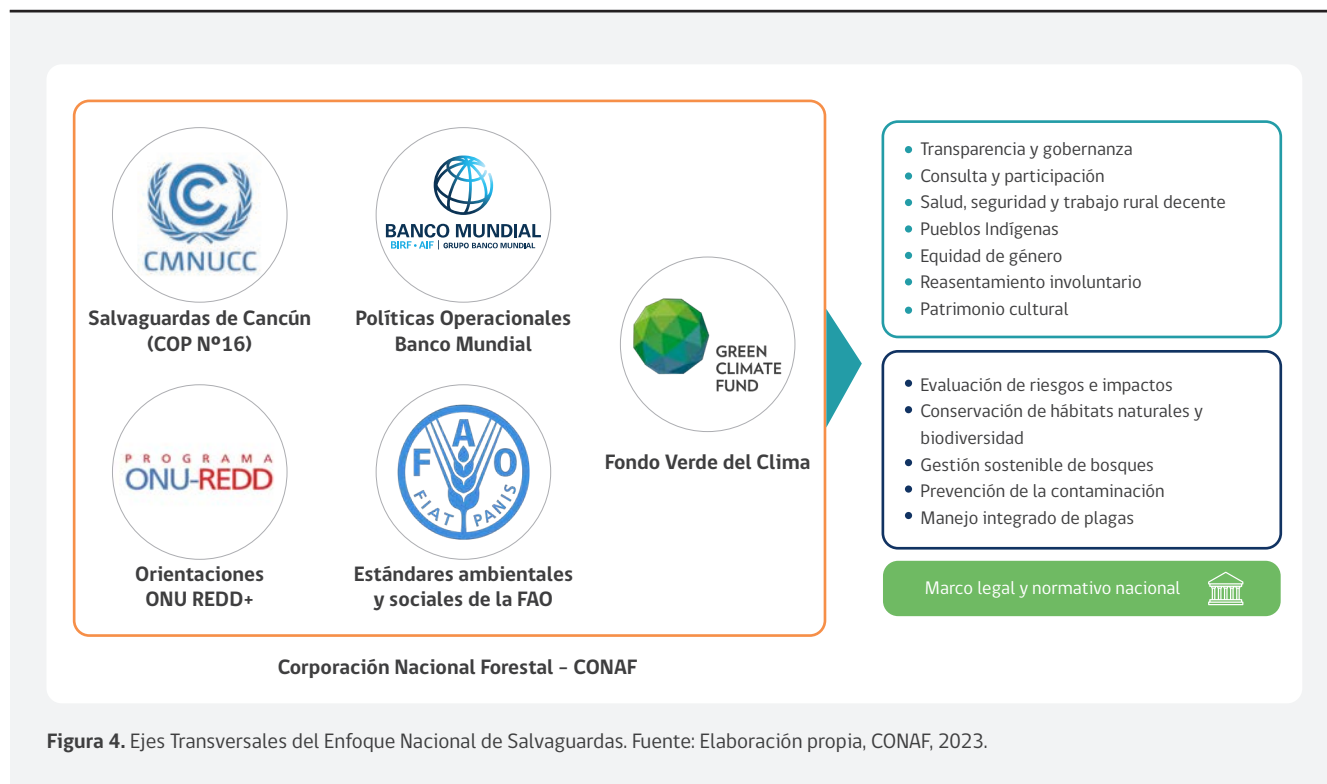 CMNUCC
Salvaguardas de Cancún
(COP Nº16)
BANCO MUNDIAL
BIRF • AIF | GRUPO BANCO MUNDIAL
Políticas Operacionales
Banco Mundial
PROGRAMA
ONU-REDD
Orientaciones
ONU REDD+
F A O
FIAT PANIS
Estándares ambientales
y sociales de la FAO
GREEN
CLIMATE
FUND
Fondo Verde del Clima
Corporación Nacional Forestal – CONAF
• Transparencia y gobernanza
• Consulta y participación
• Salud, seguridad y trabajo rural decente
• Pueblos Indígenas
• Equidad de género
• Reasentamiento involuntario
• Patrimonio cultural
• Evaluación de riesgos e impactos
• Conservación de hábitats naturales y
biodiversidad
• Gestión sostenible de bosques
• Prevención de la contaminación
• Manejo integrado de plagas
Marco legal y normativo nacional
Figura 4. Ejes Transversales del Enfoque Nacional de Salvaguardas. Fuente: Elaboración propia, CONAF, 2023.